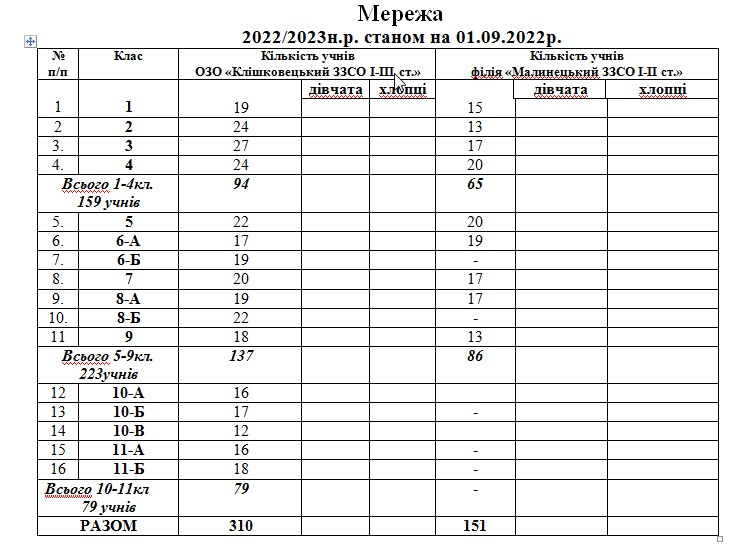 Мережа
2022/2023н.р. станом на 01.09.2022р.
№ п/п Клас Кількість учнів ОЗО «Клішковецький ЗЗСО І-ІІІ ст.» Кількість учнів філія «Малинецький ЗЗСО І-ІІ ст.»
дівчата хлопці дівчата хлопці
1 1 19 15
2 2 24 13
3. 3 27 17
4. 4 24 20
Всього 1-4кл. 94 65
159 учнів
5. 5 22 20
6. 6-А 17 19
7. 6-Б 19 -
8. 7 20 17
9. 8-А 19 17
10. 8-Б 22 -
11 9 18 13
Всього 5-9кл. 137 86
223учнів
12 10-А 16
13 10-Б 17 -
14 10-В 12
15 11-А 16 -
16 11-Б 18 -
Всього 10-11кл 79 -
79 учнів
РАЗОМ 310 151